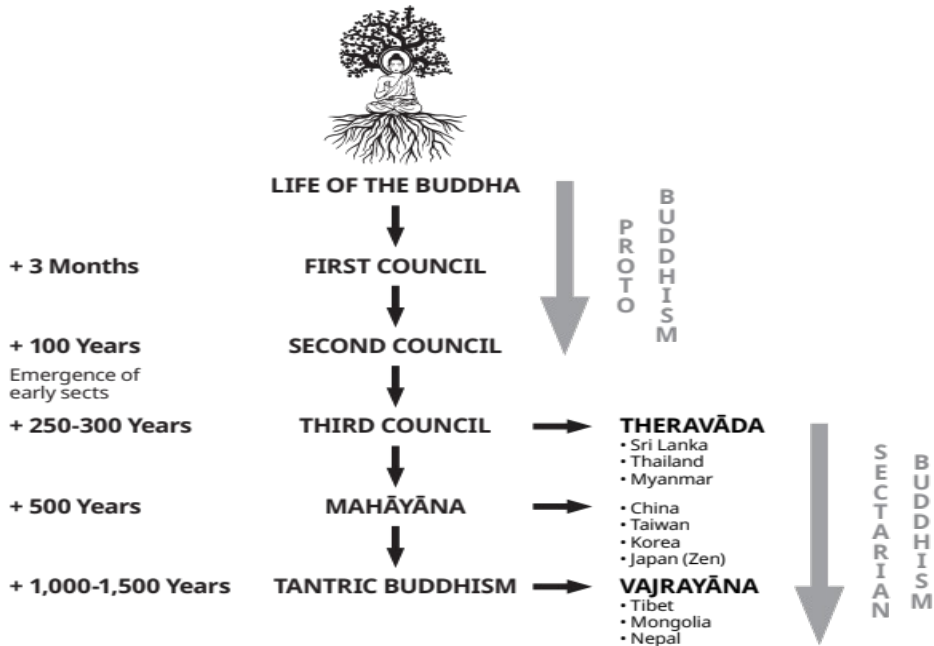 LIFE OF THE BUDDHA
PROTO
BUDDHISM
+ 3 Months
FIRST COUNCIL
+ 100 Years
SECOND COUNCIL
Emergence of
early sects
+ 250-300 Years
THIRD COUNCIL
THERAVĀDA
• Sri Lanka
• Thailand
• Myanmar
SECTARIAN
BUDDHISM
+ 500 Years
MAHĀYĀNA
• China
• Taiwan
• Korea
• Japan (Zen)
+ 1,000-1,500 Years
TANTRIC BUDDHISM
VAJRAYĀNA
• Tibet
• Mongolia
• Nepal